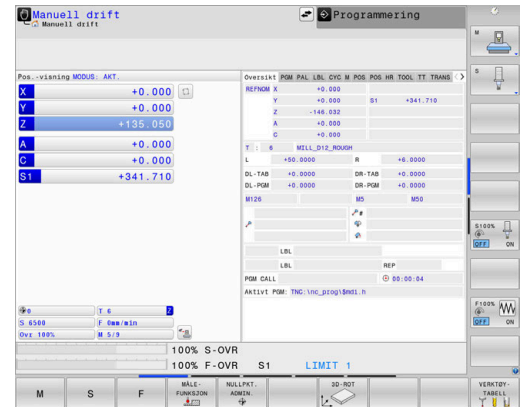 Manuell drift
Manuell drift
Programmering
Pos.-visning MODUS: AKT.
X +0.000
Y +0.000
Z +135.050
A +0.000
C +0.000
S1 +341.710
Oversikt PGM PAL LBL CYC M POS POS HR TOOL TT TRANS
REFNOM X +0.000
Y +0.000 S1 +341.710
Z -146.032
A +0.000
C +0.000
T : 6 MILL_D12_ROUGH
L +50.0000 R +6.0000
DL-TAB +0.0000 DR-TAB +0.0000
DL-PGM +0.0000 DR-PGM +0.0000
M126 M5 M50
P #
P
LBL
LBL REP
PGM CALL 00:00:04
Aktivt PGM: TNC:\nc_prog\$mdi.h
0 T 6 Z
S 6500 F 0mm/min
Ovr 100% M 5/9
100% S-OVR
100% F-OVR S1 LIMIT 1
M
S
F
MÅLE-
FUNKSJON
NULLPKT.
ADMIN.
3D-ROT
VERKTØY-
TABELL
M
S
S100%
OFF ON
F100%
OFF ON